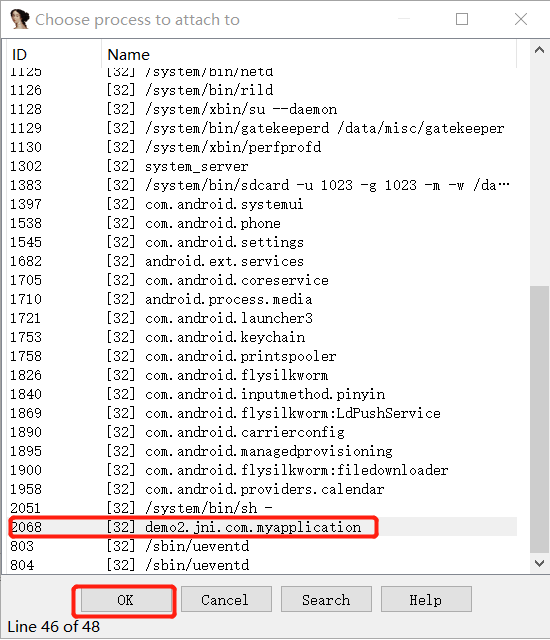 Choose process to attach to
ID Name
1125 [32] /system/bin/netd
1126 [32] /system/bin/rild
1128 [32] /system/xbin/su --daemon
1129 [32] /system/bin/gatekeeperd /data/misc/gatekeeper
1130 [32] /system/xbin/perfprofd
1302 [32] system_server
1383 [32] /system/bin/sdcard -u 1023 -g 1023 -m -w /da…
1397 [32] com.android.systemui
1538 [32] com.android.phone
1545 [32] com.android.settings
1682 [32] android.ext.services
1705 [32] com.android.coreservice
1710 [32] android.process.media
1721 [32] com.android.launcher3
1753 [32] com.android.keychain
1758 [32] com.android.printspooler
1826 [32] com.android.flysilkworm
1840 [32] com.android.inputmethod.pinyin
1869 [32] com.android.flysilkworm:LdPushService
1890 [32] com.android.carrierconfig
1895 [32] com.android.managedprovisioning
1900 [32] com.android.flysilkworm:filedownloader
1958 [32] com.android.providers.calendar
2051 [32] /system/bin/sh -
2068 [32] demo2.jni.com.myapplication
803 [32] /sbin/ueventd
804 [32] /sbin/ueventd
OK Cancel Search Help
Line 46 of 48